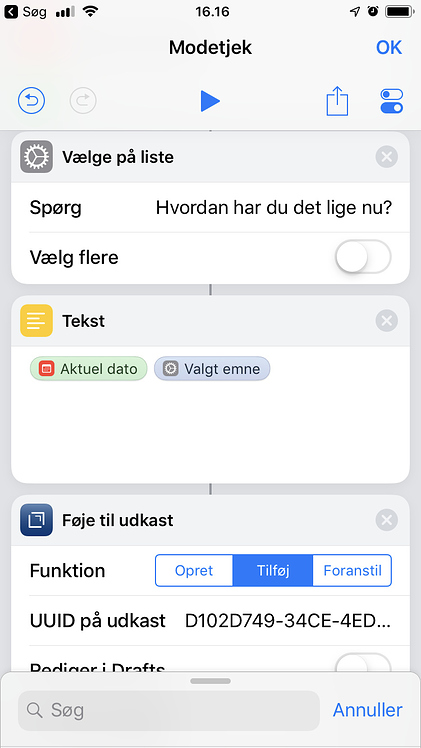 Søg 16.16
Modetjek OK
Vælge på liste
Spørg Hvordan har du det lige nu?
Vælg flere
Tekst
Aktuel dato Valgt emne
Føje til udkast
Funktion Opret Tilføj Foranstil
UUID på udkast D102D749-34CE-4ED...
Rediger i Drafts
Søg Annuller